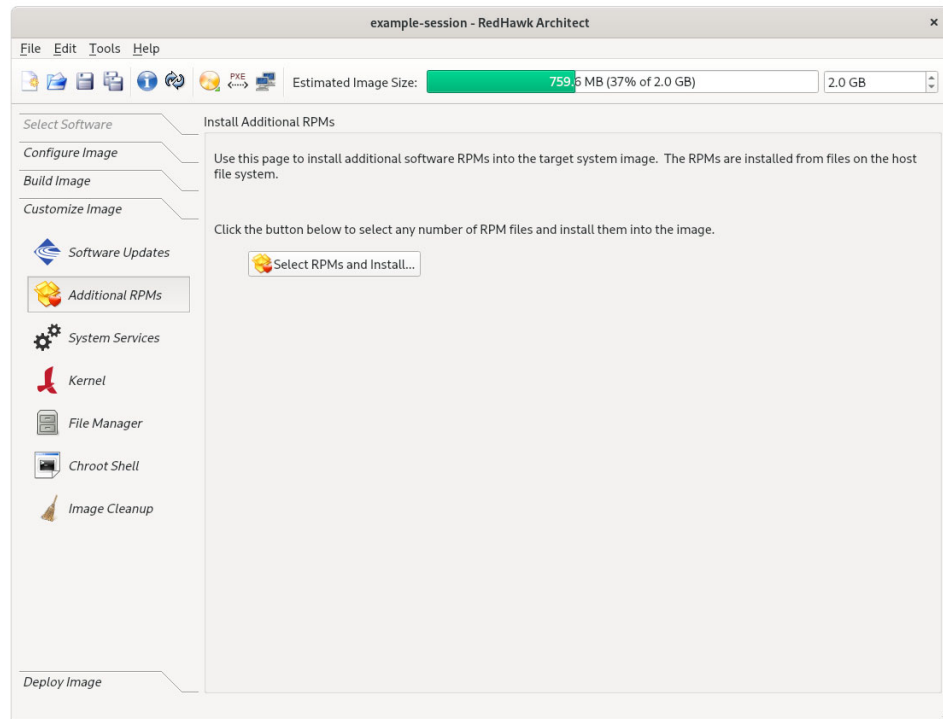 example-session - RedHawk Architect
File Edit Tools Help
PXE
Estimated Image Size:
759.6 MB (37% of 2.0 GB)
2.0 GB
Select Software
Configure Image
Build Image
Customize Image
Software Updates
Additional RPMs
System Services
Kernel
File Manager
Chroot Shell
Image Cleanup
Deploy Image
Install Additional RPMs
Use this page to install additional software RPMs into the target system image. The RPMs are installed from files on the host
file system.
Click the button below to select any number of RPM files and install them into the image.
Select RPMs and Install...